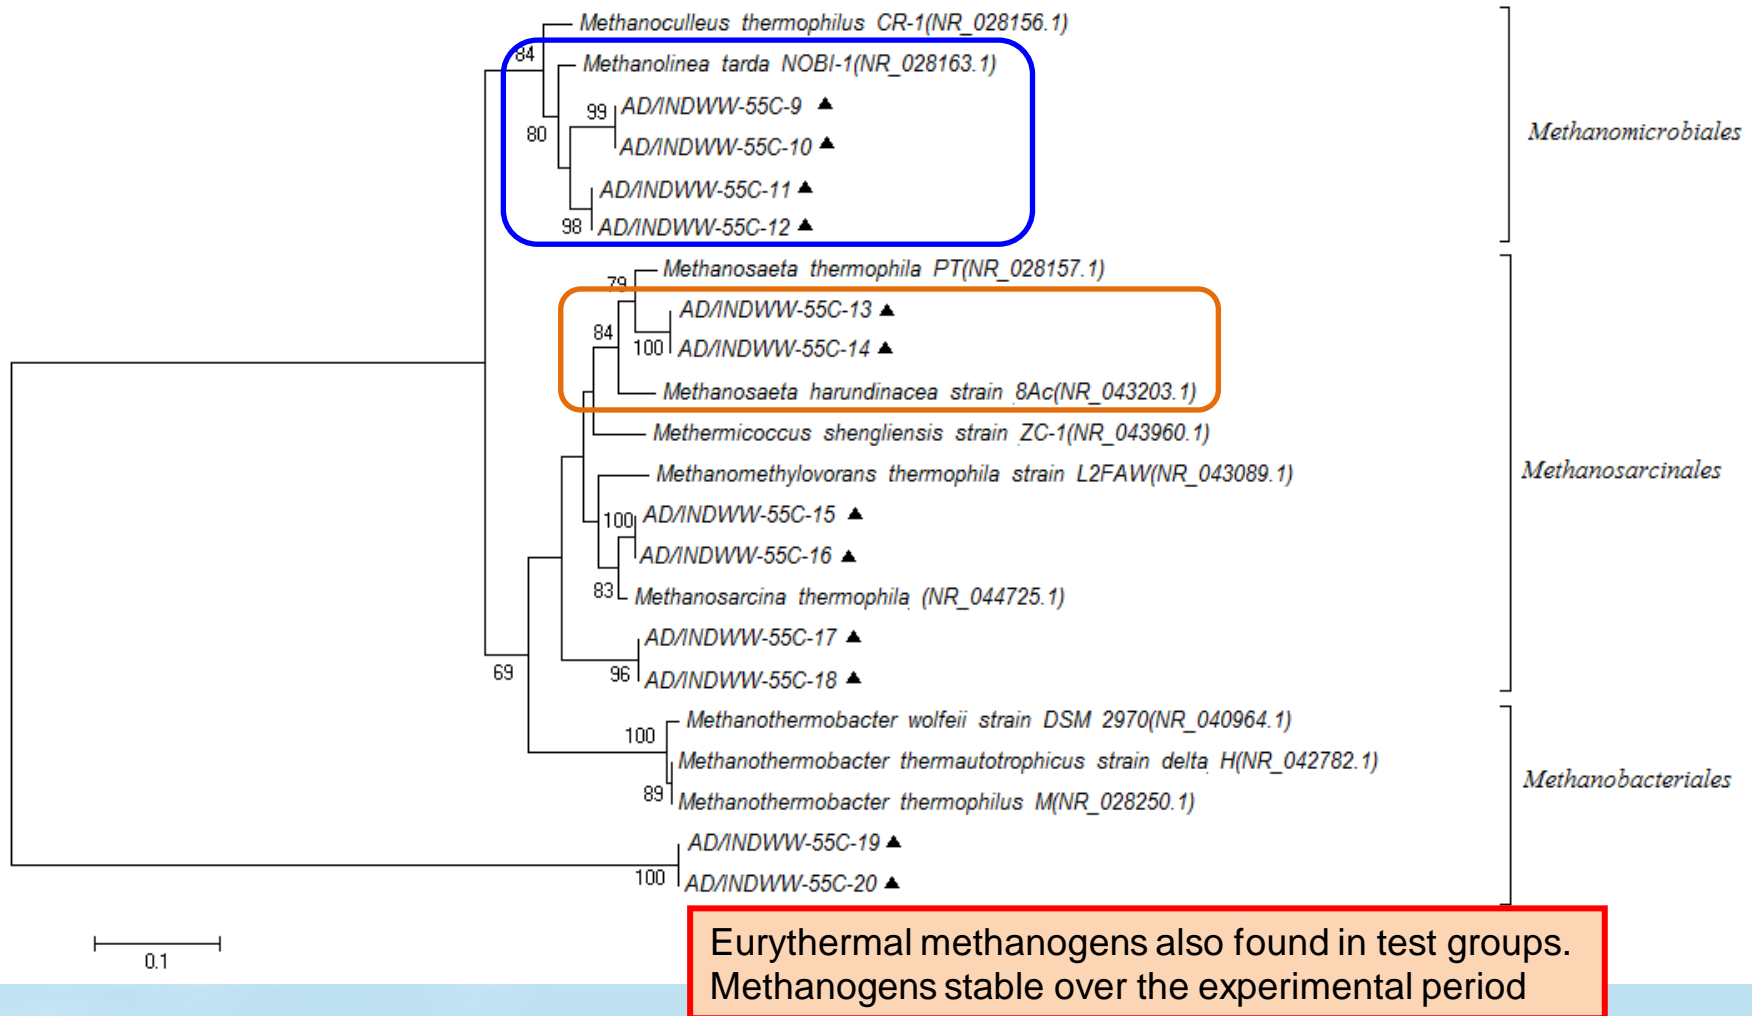 Methanoculleus thermophilus CR-1(NR_028156.1)
84
Methanolinea tarda NOBI-1(NR_028163.1)
99
AD/INDWW-55C-9 ▲
80
AD/INDWW-55C-10 ▲
Methanomicrobiales
AD/INDWW-55C-11 ▲
98
AD/INDWW-55C-12 ▲
Methanosaeta thermophila PT(NR_028157.1)
79
AD/INDWW-55C-13 ▲
84
100
AD/INDWW-55C-14 ▲
Methanosaeta harundinacea strain 8Ac(NR_043203.1)
Methermicoccus shengliensis strain ZC-1(NR_043960.1)
Methanomethylovorans thermophila strain L2FAW(NR_043089.1)
Methanosarcinales
100
AD/INDWW-55C-15 ▲
AD/INDWW-55C-16 ▲
83
Methanosarcina thermophila (NR_044725.1)
AD/INDWW-55C-17 ▲
69
96
AD/INDWW-55C-18 ▲
Methanothermobacter wolfeii strain DSM 2970(NR_040964.1)
100
Methanothermobacter thermautotrophicus strain delta H(NR_042782.1)
Methanobacteriales
89
Methanothermobacter thermophilus M(NR_028250.1)
AD/INDWW-55C-19 ▲
100
AD/INDWW-55C-20 ▲
0.1
Eurythermal methanogens also found in test groups.
Methanogens stable over the experimental period